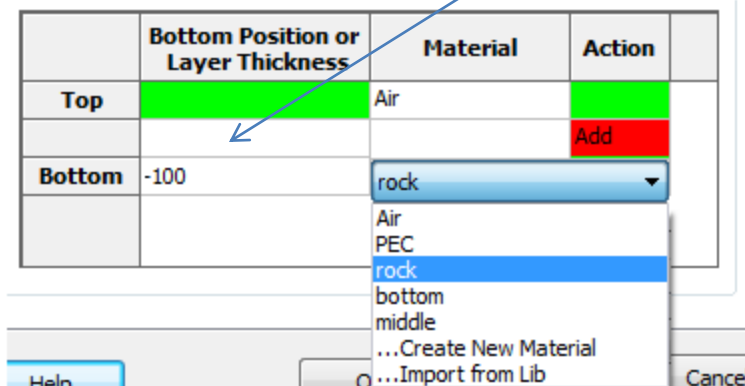 Bottom Position or
Layer Thickness
Material
Action
Top
Air
Add
Bottom
-100
rock
Air
PEC
rock
bottom
middle
...Create New Material
...Import from Lib
Help
O
Cance